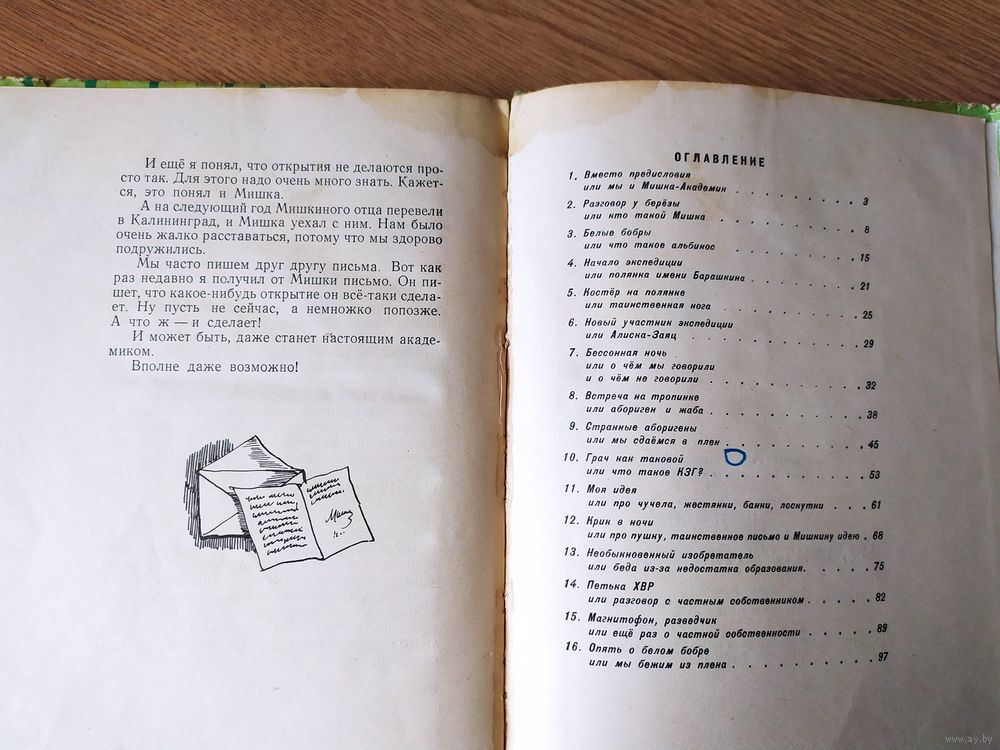 И ещё я понял, что открытия не делаются про-
сто так. Для этого надо очень много знать. Кажет-
ся, это понял и Мишка.
А на следующий год Мишкиного отца перевели
в Калининград, и Мишка уехал с ним. Нам было
очень жалко расставаться, потому что мы здорово
подружились.
Мы часто пишем друг другу письма. Вот как
раз недавно я получил от Мишки письмо. Он пи-
шет, что какое-нибудь открытие он всё-таки сдела-
ет. Ну пусть не сейчас, а немножко попозже.
А что ж — и сделает!
И может быть, даже станет настоящим акаде-
миком.
Вполне даже возможно!
ОГЛАВЛЕНИЕ
1. Вместо предисловия
или мы и Мишка-Академик . . . . . . . . 3
2. Разговор у берёзы
или кто такой Мишка . . . . . . . . . 8
3. Белые бобры
или что такое альбинос . . . . . . . . 15
4. Начало экспедиции
или полянка имени Барашкина . . . . . . . 21
5. Костёр на полянке
или таинственная нога . . . . . . . . . 25
6. Новый участник экспедиции
или Алиска-Заяц . . . . . . . . . . . 29
7. Бессонная ночь
или о чём мы говорили
и о чём не говорили . . . . . . . . . 32
8. Встреча на тропинке
или абориген и жаба . . . . . . . . . 38
9. Странные аборигены
или мы сдаёмся в плен . . . . . . . . . 45
10. Грач как таковой
или что такое КЗГ? . . . . . . . . . . 53
11. Моя идея
или про чучела, жестянки, банки, лоскутки . . . 61
12. Крик в ночи
или про пушку, таинственное письмо и Мишкину идею . 68
13. Необыкновенный изобретатель
или беда из-за недостатка образования. . . . . 75
14. Петька ХВР
или разговор с частным собственником . . . . . 82
15. Магнитофон, разведчик
или ещё раз о частной собственности . . . . . 89
16. Опять о белом бобре
или мы бежим из плена . . . . . . . . . 97
www.ay.by